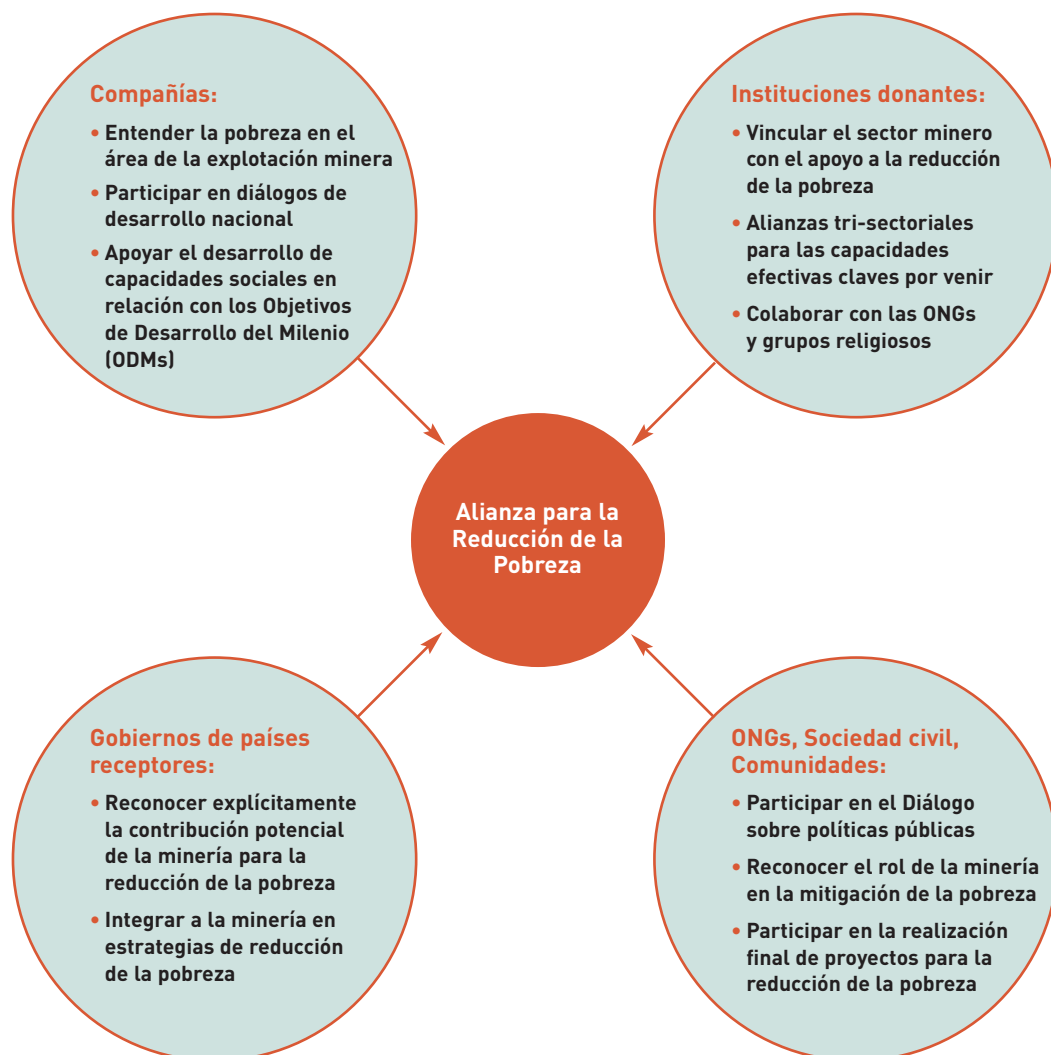 Compañías:
• Entender la pobreza en el
área de la explotación minera
• Participar en diálogos de
desarrollo nacional
• Apoyar el desarrollo de
capacidades sociales en
relación con los Objetivos
de Desarrollo del Milenio
(ODMs)
Instituciones donantes:
• Vincular el sector minero
con el apoyo a la reducción
de la pobreza
• Alianzas tri-sectoriales
para las capacidades
efectivas claves por venir
• Colaborar con las ONGs
y grupos religiosos
Alianza para la
Reducción de la
Pobreza
Gobiernos de países
receptores:
• Reconocer explícitamente
la contribución potencial
de la minería para la
reducción de la pobreza
• Integrar a la minería en
estrategias de reducción
de la pobreza
ONGs, Sociedad civil,
Comunidades:
• Participar en el Diálogo
sobre políticas públicas
• Reconocer el rol de la minería
en la mitigación de la pobreza
• Participar en la realización
final de proyectos para la
reducción de la pobreza